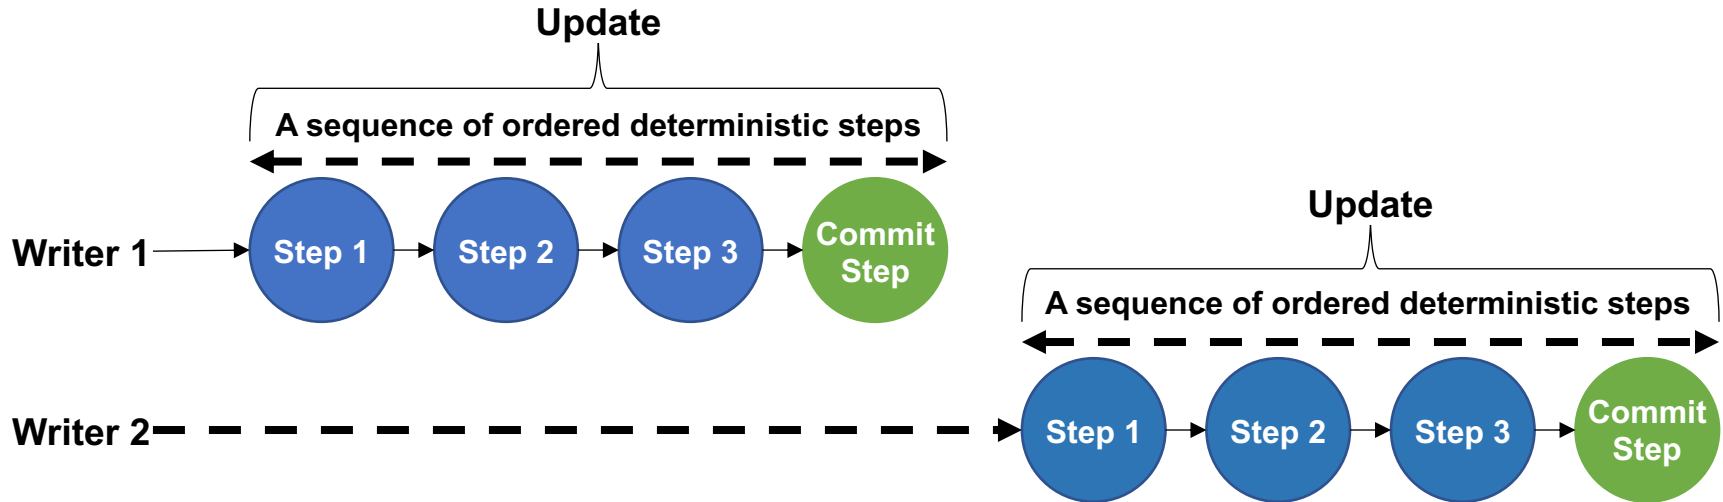 Update
A sequence of ordered deterministic steps
Writer 1
Step 1
Step 2
Step 3
Commit
Step
Update
A sequence of ordered deterministic steps
Writer 2
Step 1
Step 2
Step 3
Commit
Step